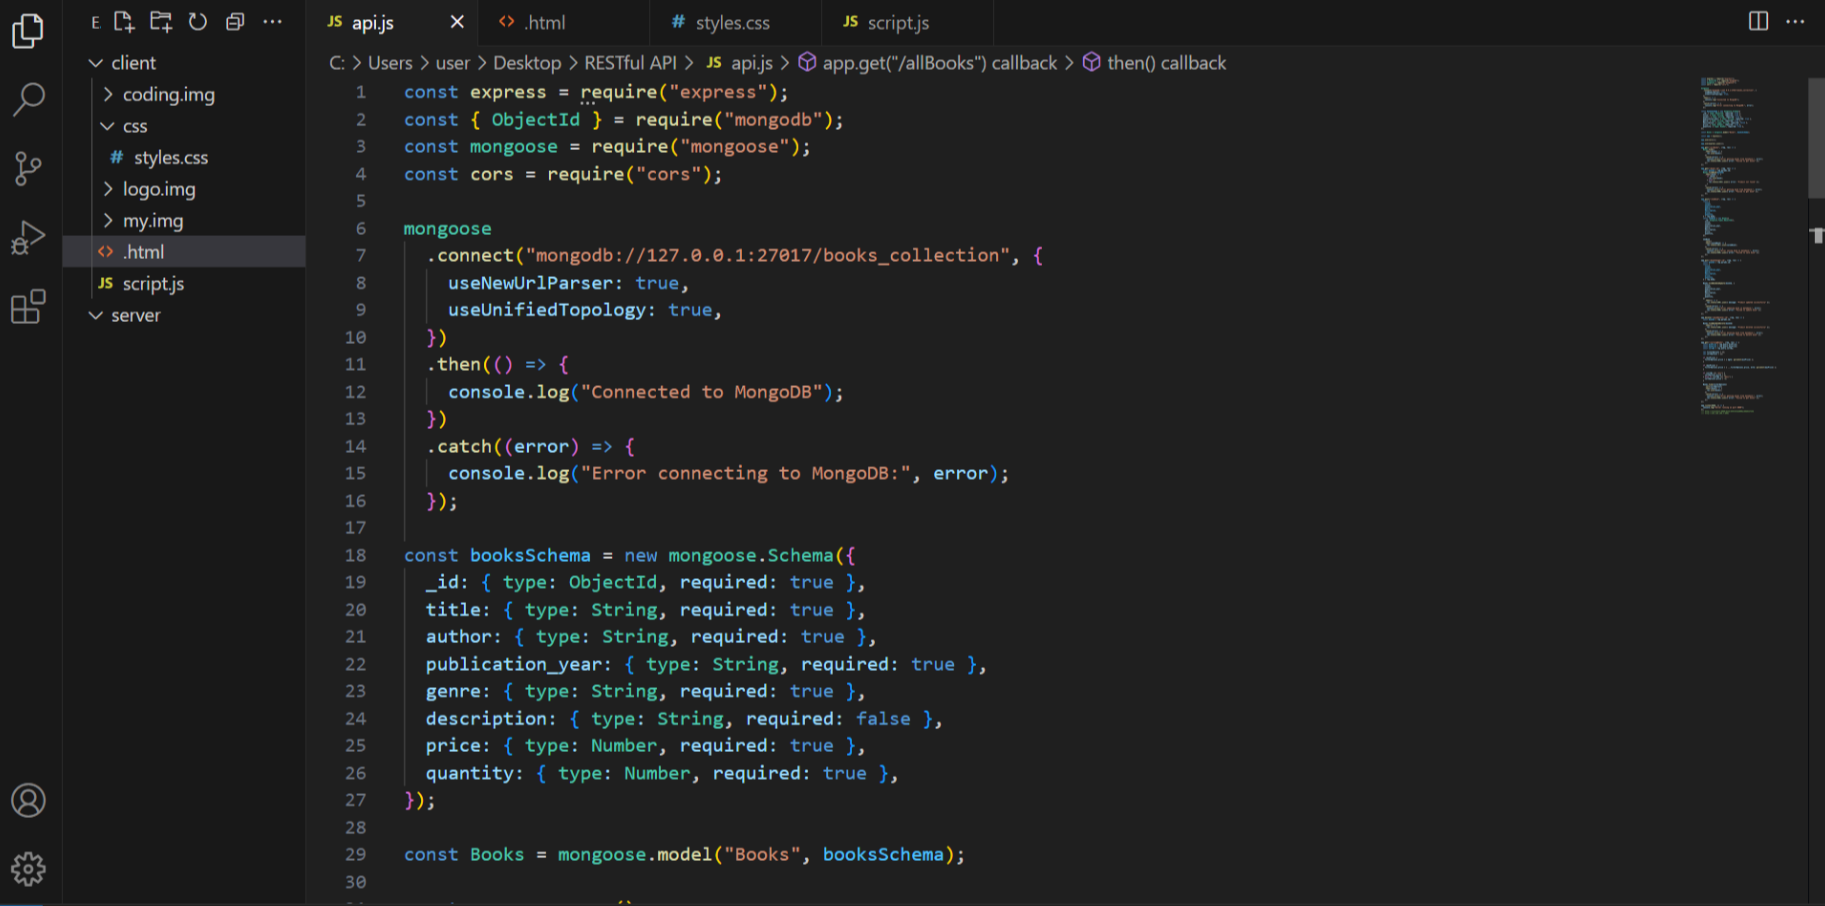 E
JS api.js
<> .html
# styles.css
JS script.js
C: > Users > user > Desktop > RESTful API > JS api.js > app.get("/allBooks") callback > then() callback
client
coding.img
css
# styles.css
logo.img
my.img
<> .html
JS script.js
server
1 const express = require("express");
2 const { ObjectId } = require("mongodb");
3 const mongoose = require("mongoose");
4 const cors = require("cors");
5
6 mongoose
7 .connect("mongodb://127.0.0.1:27017/books_collection", {
8 useNewUrlParser: true,
9 useUnifiedTopology: true,
10 })
11 .then(() => {
12 console.log("Connected to MongoDB");
13 })
14 .catch((error) => {
15 console.log("Error connecting to MongoDB:", error);
16 });
17
18 const booksSchema = new mongoose.Schema({
19 _id: { type: ObjectId, required: true },
20 title: { type: String, required: true },
21 author: { type: String, required: true },
22 publication_year: { type: String, required: true },
23 genre: { type: String, required: true },
24 description: { type: String, required: false },
25 price: { type: Number, required: true },
26 quantity: { type: Number, required: true },
27 });
28
29 const Books = mongoose.model("Books", booksSchema);
30